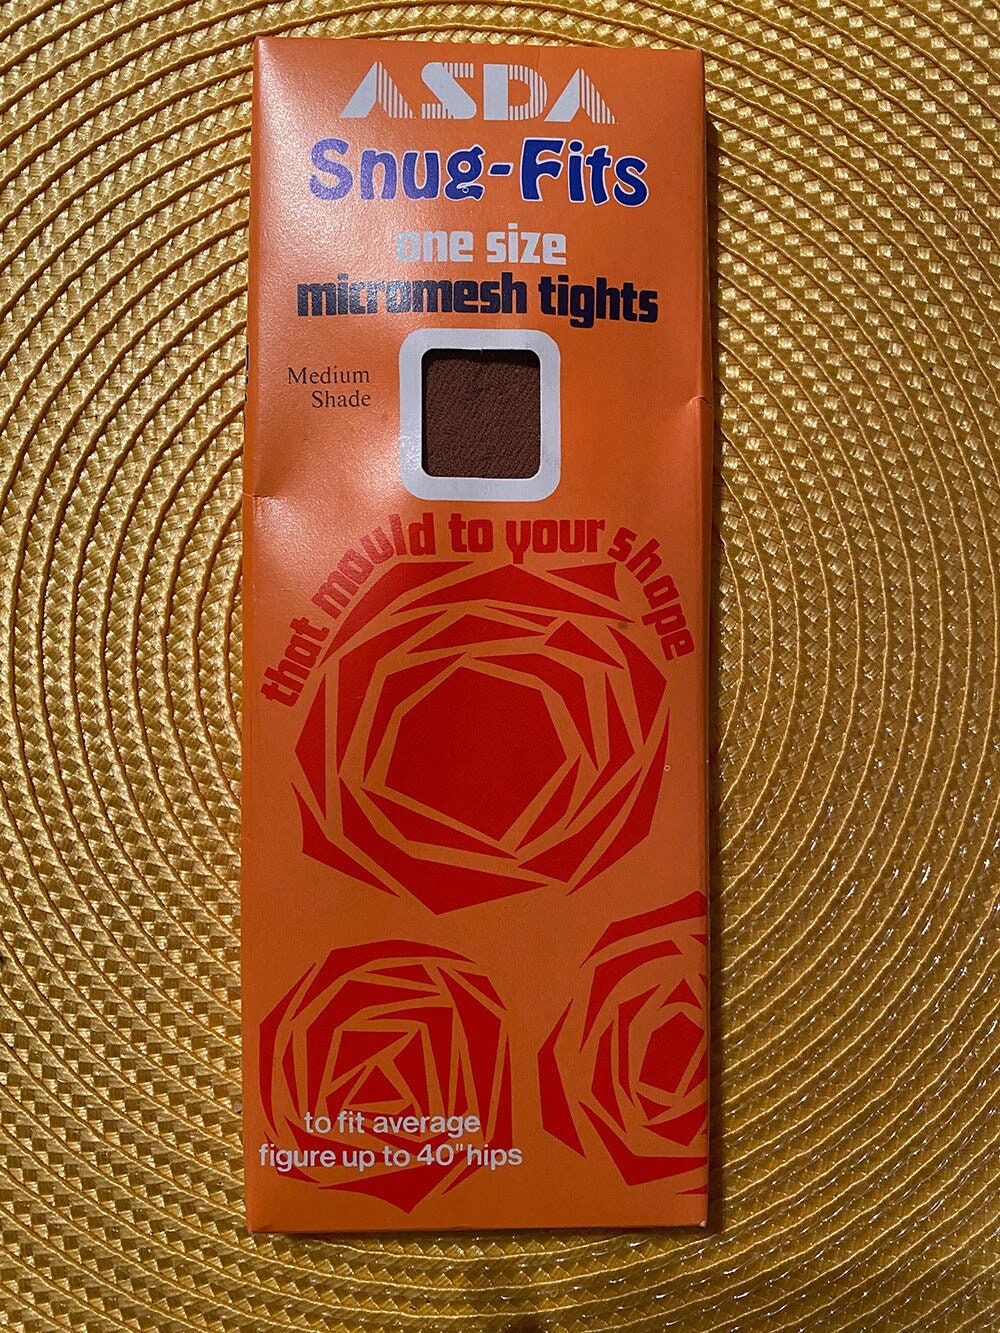 ASDA
Snug-Fits
one size
micromesh tights
Medium
Shade
that mould to your shape
to fit average
figure up to 40" hips